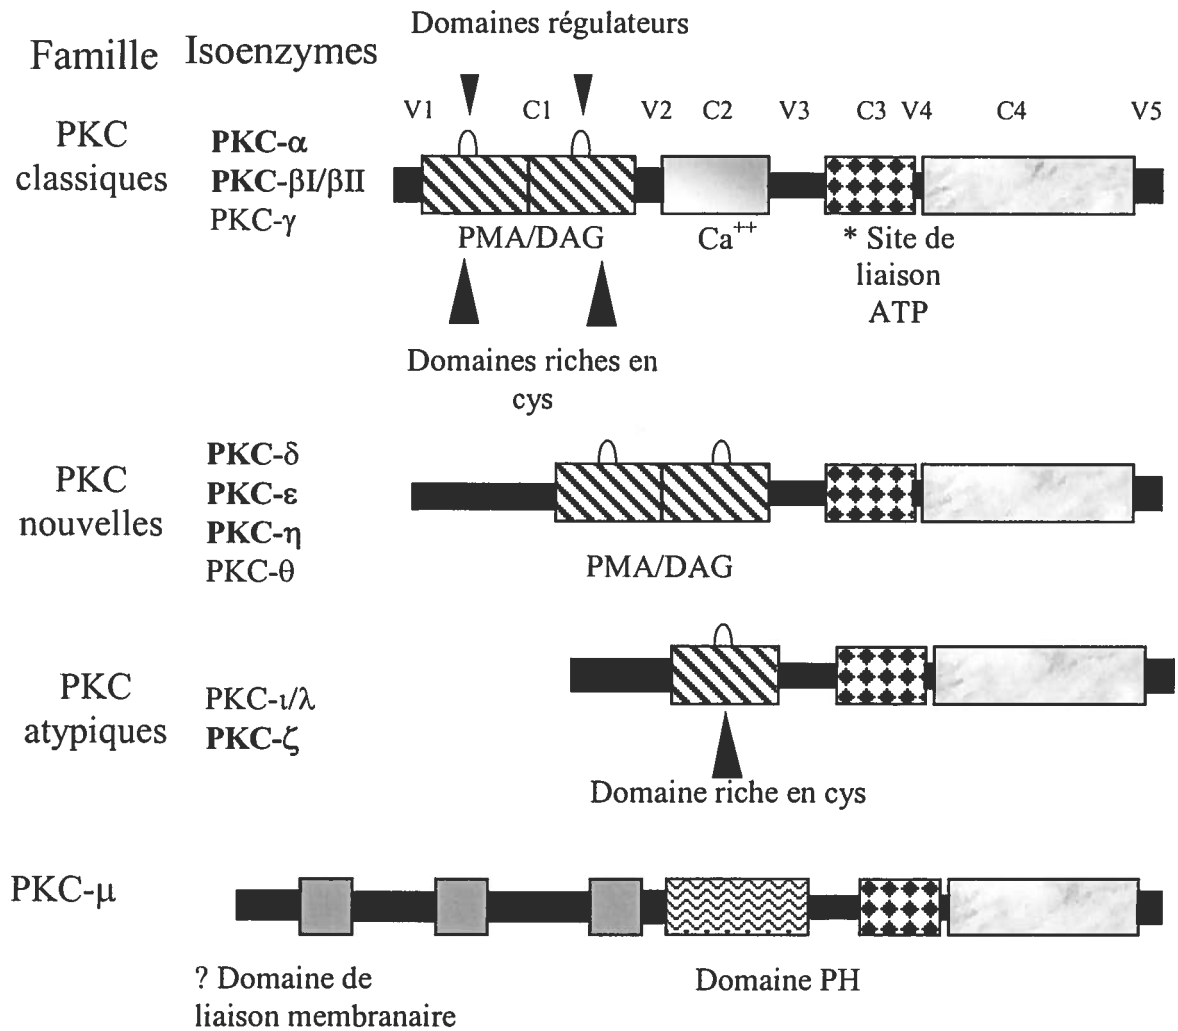 Domaines régulateurs
Famille
Isoenzymes
V1
C1
V2
C2
V3
C3
V4
C4
V5
PKC
classiques
PKC-α
PKC-βI/βII
PKC-γ
PMA/DAG
Ca++
* Site de
liaison
ATP
Domaines riches en
cys
PKC
nouvelles
PKC-δ
PKC-ε
PKC-η
PKC-θ
PMA/DAG
PKC
atypiques
PKC-ι/λ
PKC-ζ
Domaine riche en cys
PKC-μ
? Domaine de
liaison membranaire
Domaine PH